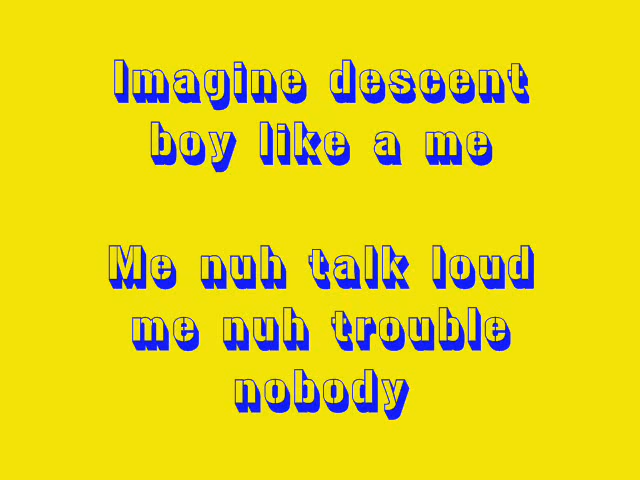 Imagine descent
boy like a me
Me nuh talk loud
me nuh trouble
nobody